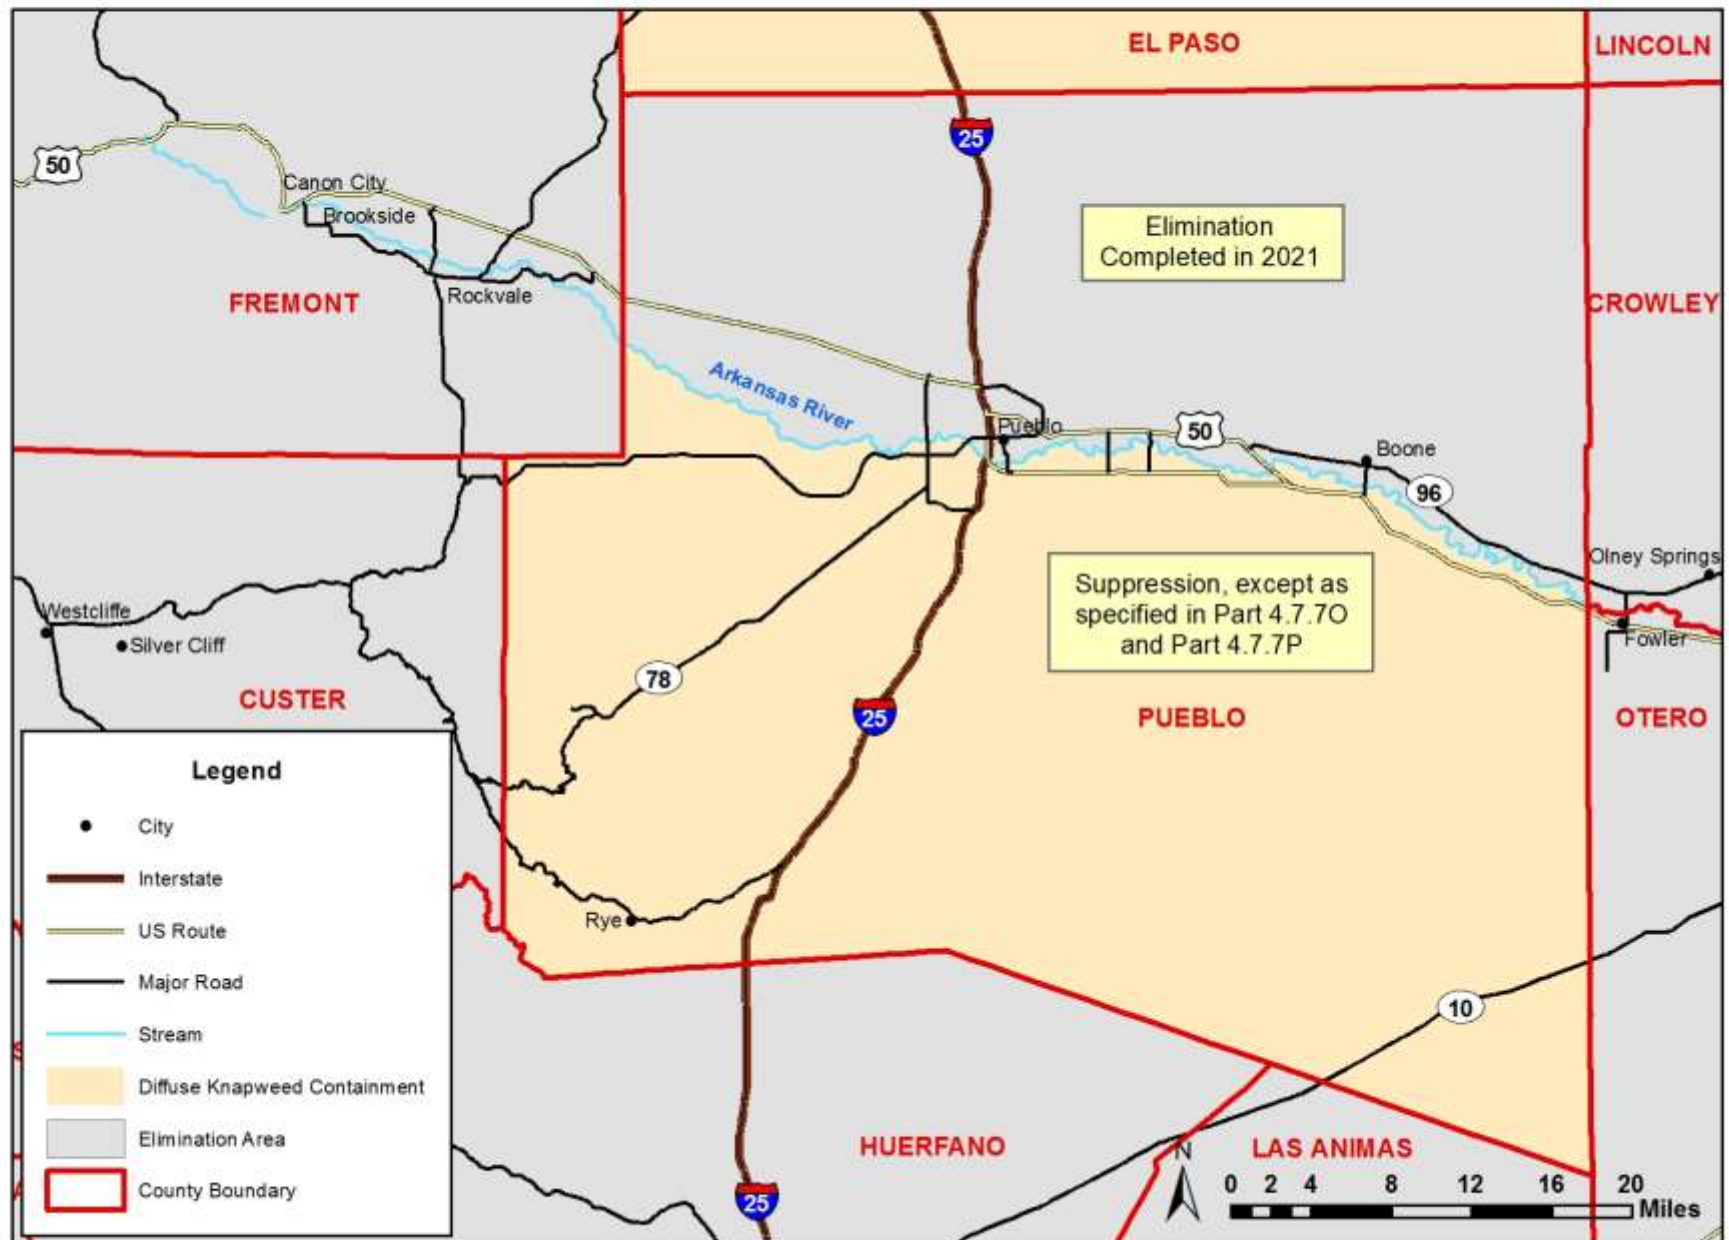 EL PASO
LINCOLN
25
50
Canon City
Brookside
Elimination
Completed in 2021
FREMONT
Rockvale
CROWLEY
Arkansas River
Pueblo
50
Boone
96
Olney Springs
Suppression, except as
specified in Part 4.7.7O
and Part 4.7.7P
Westcliffe
Silver Cliff
Fowler
78
CUSTER
25
PUEBLO
OTERO
Legend
City
Interstate
US Route
Major Road
Stream
Diffuse Knapweed Containment
Elimination Area
County Boundary
Rye
10
HUERFANO
LAS ANIMAS
N
0 2 4 8 12 16 20
Miles
25